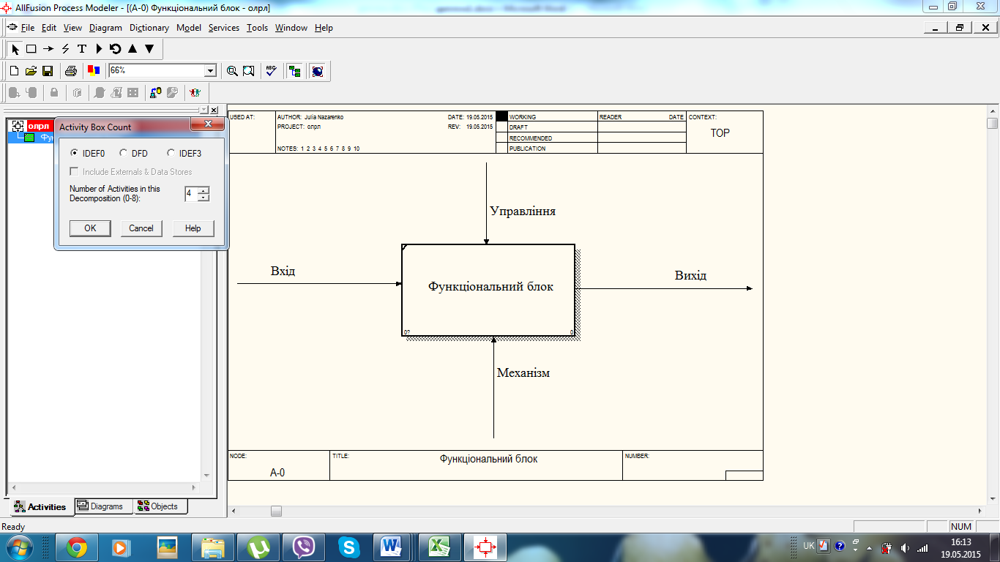 AllFusion Process Modeler - [(A-0) Функціональний блок - олрл]
File Edit View Diagram Dictionary Model Services Tools Window Help
66%
ABC
олрл
Activity Box Count
IDEF0 DFD IDEF3
Include Externals & Data Stores
Number of Activities in this
Decomposition (0-8):
4
OK Cancel Help
USED AT:
AUTHOR: Julia Nazarenko DATE: 19.05.2015
PROJECT: олрл REV: 19.05.2015
NOTES: 1 2 3 4 5 6 7 8 9 10
WORKING
DRAFT
RECOMMENDED
PUBLICATION
READER DATE
CONTEXT:
TOP
Управління
Вхід
Функціональний блок
Вихід
0? 0
Механізм
NODE:
A-0
TITLE:
Функціональний блок
NUMBER:
Activities Diagrams Objects
Ready
NUM
UK
16:13
19.05.2015